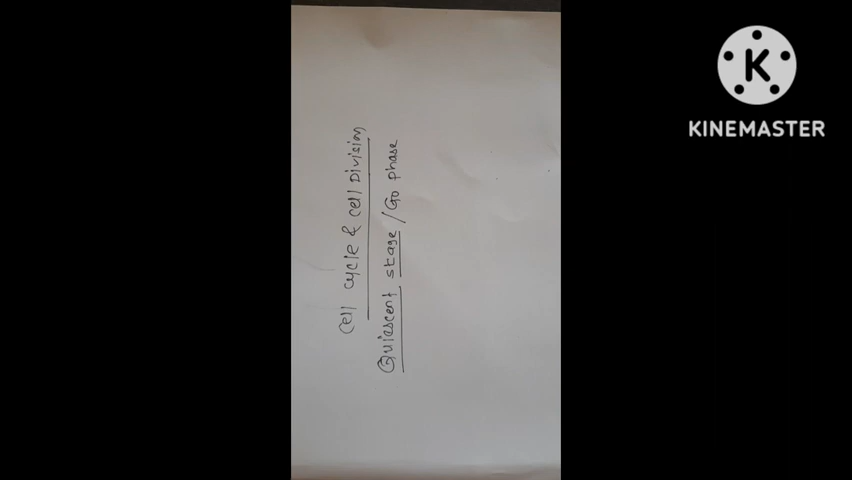 Cell cycle & cell Division
Quiescent stage / Go phase
K
KINEMASTER